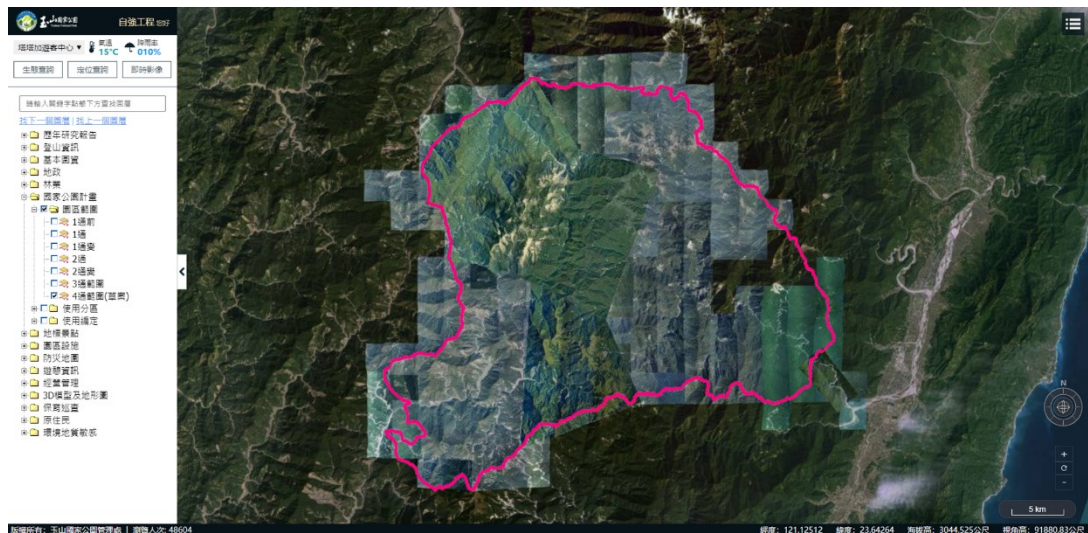 玉山國家公園
自強工程 您好
塔塔加遊客中心 ▼ 氣溫 15°C 降雨率 010%
生態查詢 定位查詢 即時影像
請輸入關鍵字點擊下方查找圖層
找下一個圖層 | 找上一個圖層
歷年研究報告
登山資訊
基本圖資
地政
林業
國家公園計畫
園區範圍
1通前
1通
1通變
2通
2通變
3通範圍
4通範圍(草案)
使用分區
使用編定
地標景點
園區設施
防災地圖
遊憩資訊
經營管理
3D模型及地形圖
保育巡查
原住民
環境地質敏感
N
5 km
版權所有：玉山國家公園管理處 | 瀏覽人次: 48604
經度：121.12512 緯度：23.64264 海拔高：3044.525公尺 視角高：91880.83公尺